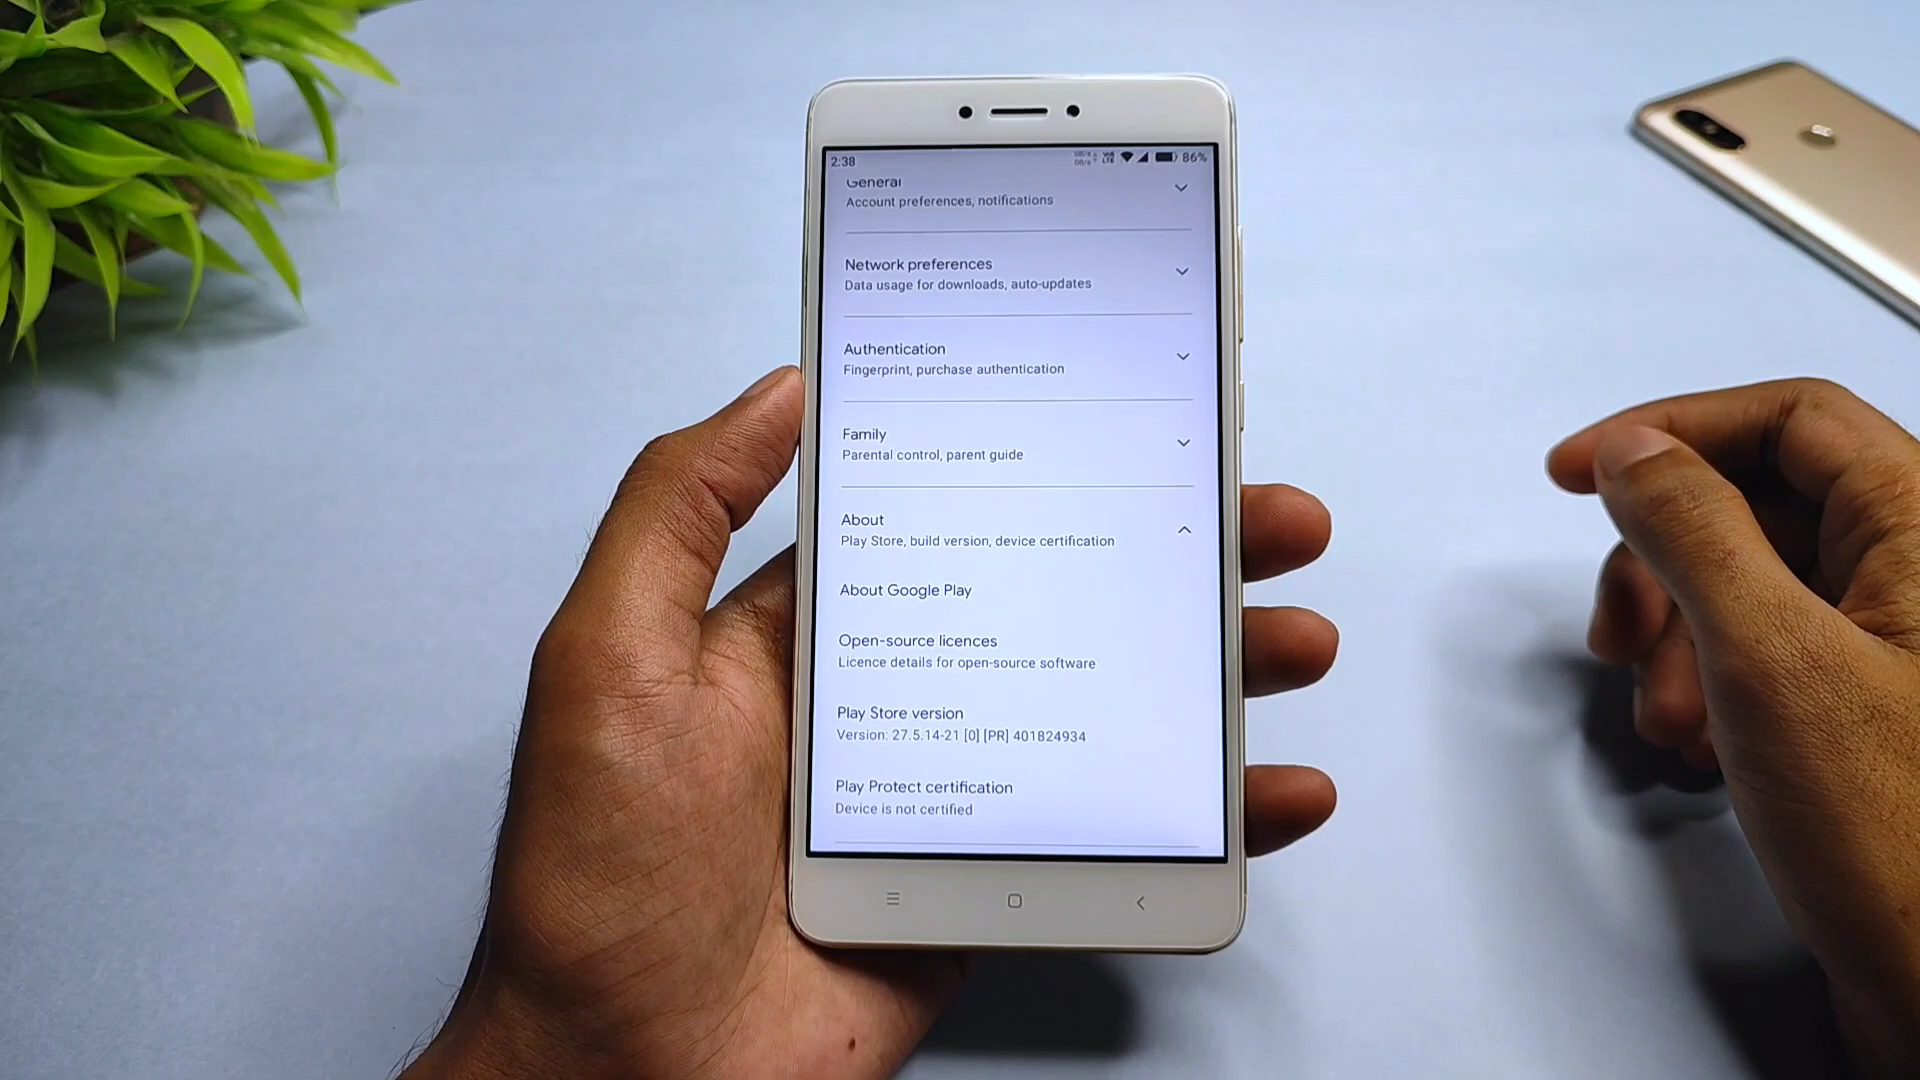 2:38
86%
General
Account preferences, notifications
Network preferences
Data usage for downloads, auto-updates
Authentication
Fingerprint, purchase authentication
Family
Parental control, parent guide
About
Play Store, build version, device certification
About Google Play
Open-source licences
Licence details for open-source software
Play Store version
Version: 27.5.14-21 [0] [PR] 401824934
Play Protect certification
Device is not certified